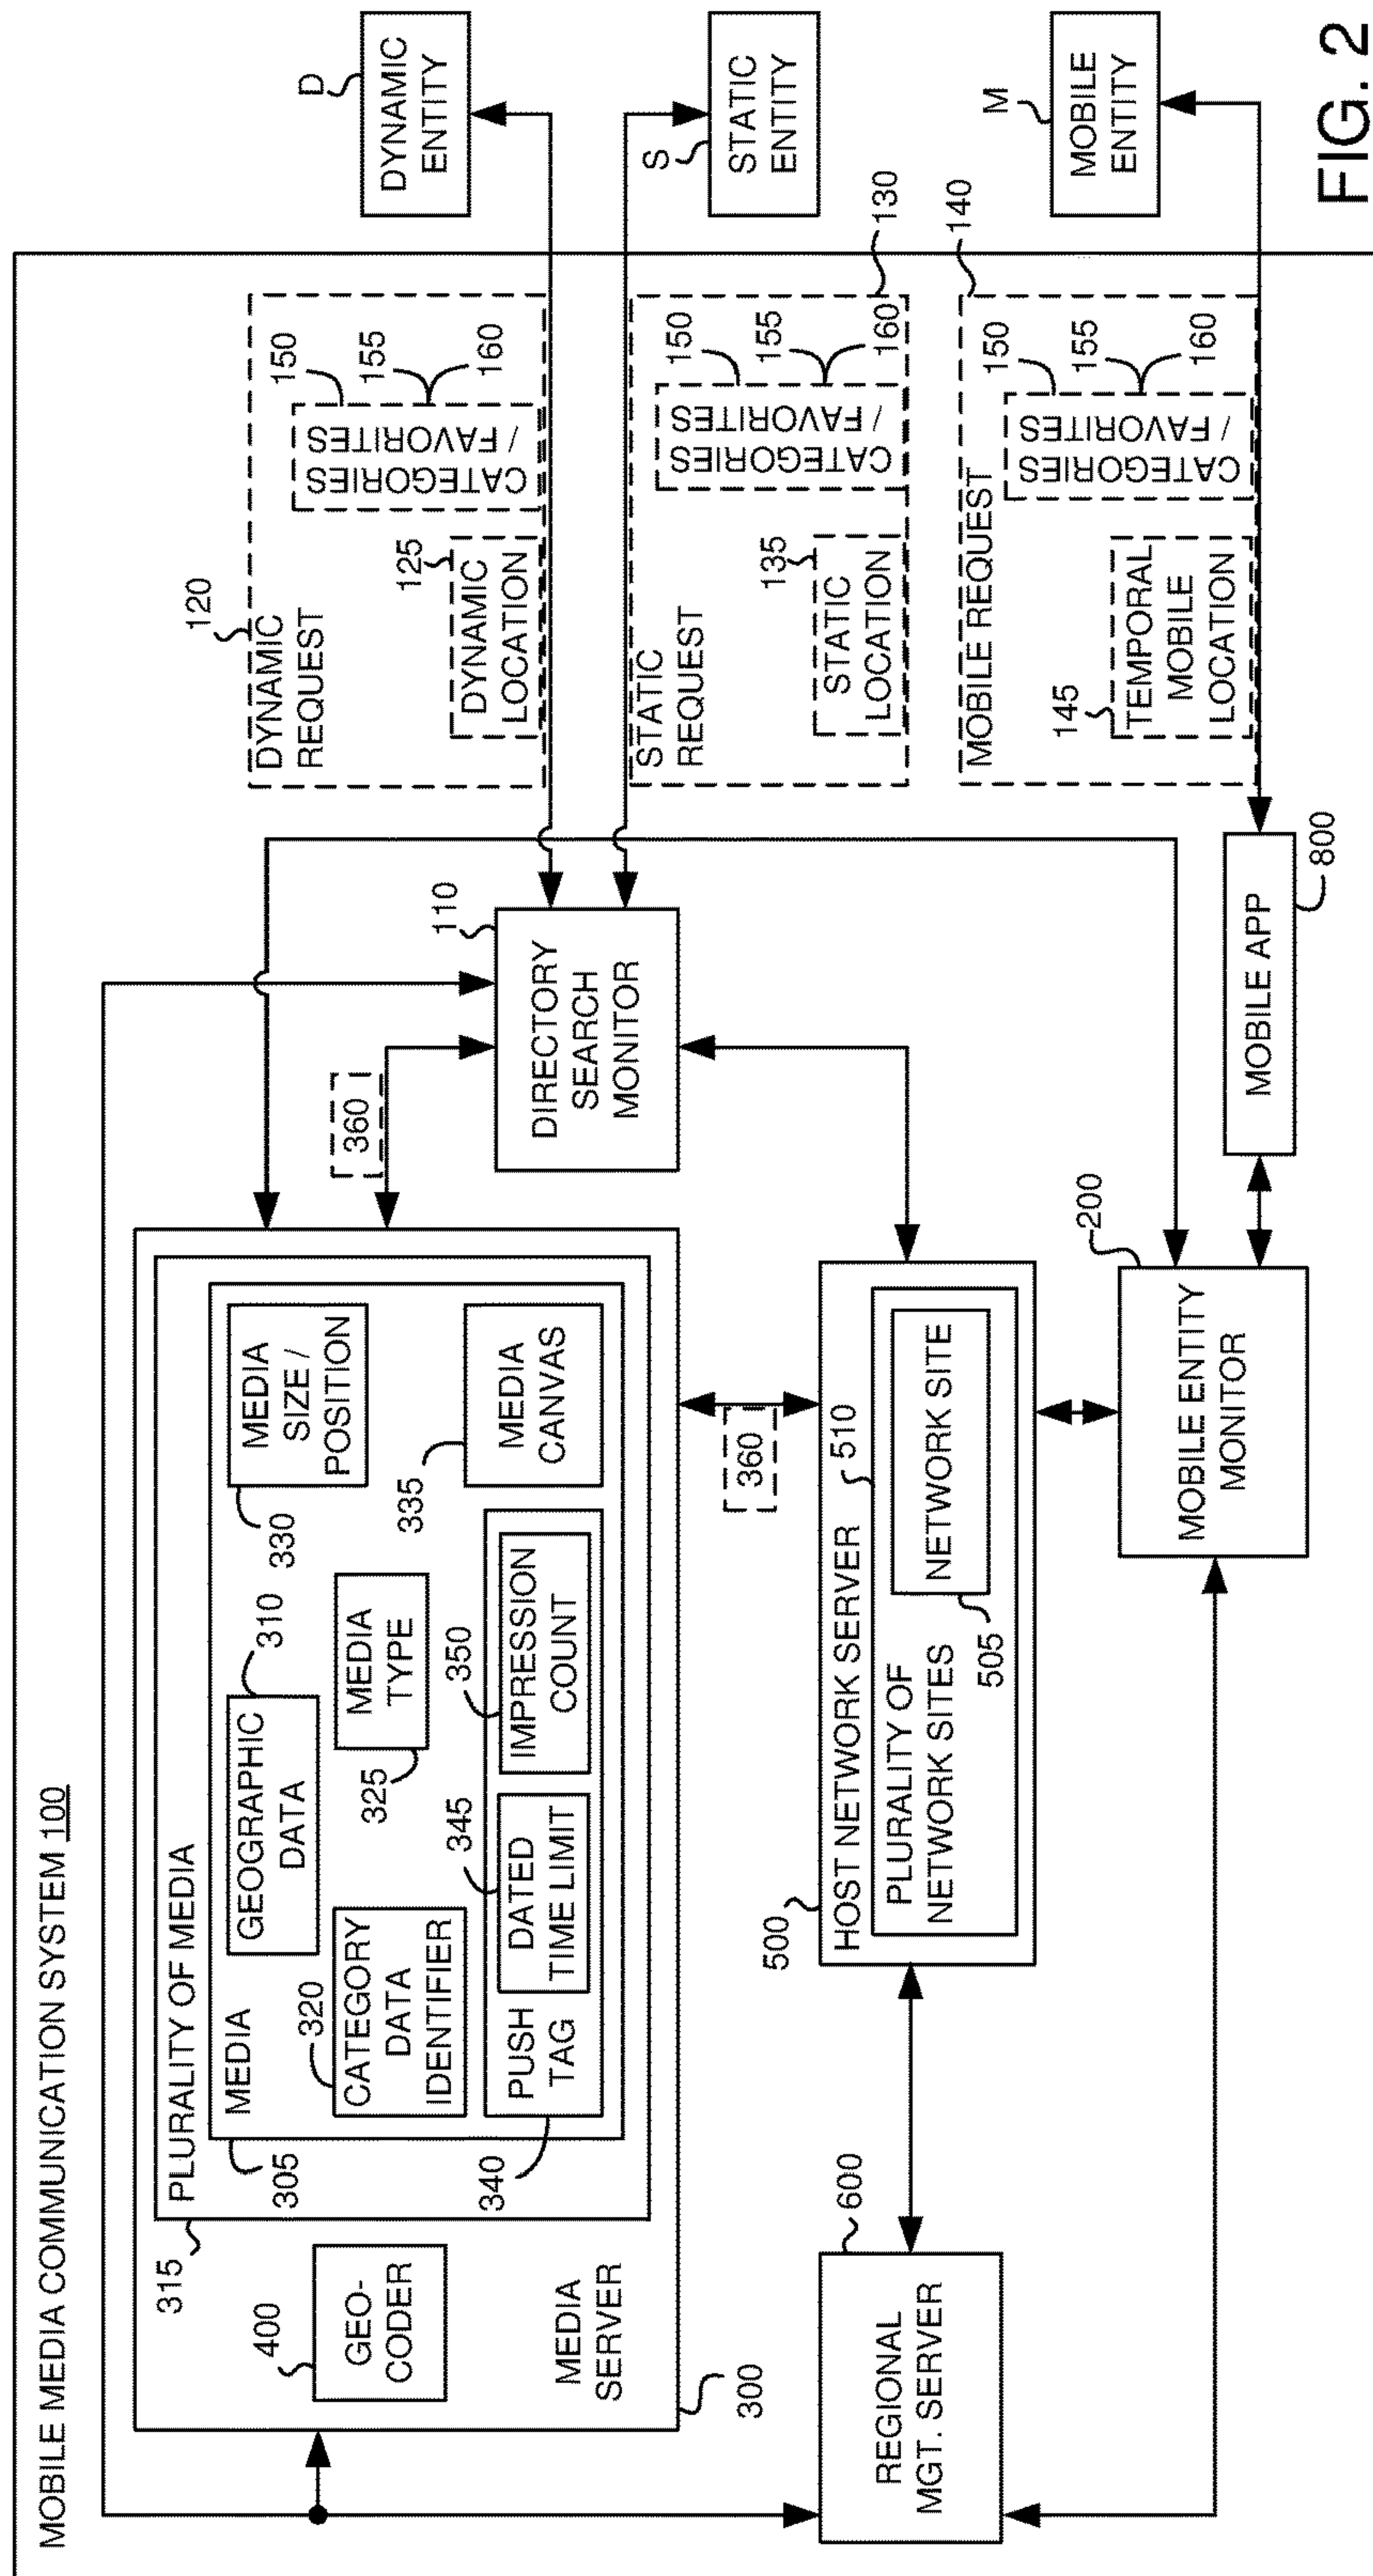 MOBILE MEDIA COMMUNICATION SYSTEM 100
315
PLURALITY OF MEDIA
305
MEDIA
GEOGRAPHIC
DATA
310
330
MEDIA
SIZE /
POSITION
400
GEO-
CODER
320
CATEGORY
DATA
IDENTIFIER
325
MEDIA
TYPE
335
MEDIA
CANVAS
340
PUSH
TAG
345
DATED
TIME LIMIT
350
IMPRESSION
COUNT
MEDIA
SERVER
300
360
110
DIRECTORY
SEARCH
MONITOR
120
DYNAMIC
REQUEST
125
DYNAMIC
LOCATION
CATEGORIES
/ FAVORITES
150
155
160
D
DYNAMIC
ENTITY
STATIC
REQUEST
135
STATIC
LOCATION
CATEGORIES
/ FAVORITES
150
155
160
130
S
STATIC
ENTITY
360
600
REGIONAL
MGT. SERVER
500
HOST NETWORK SERVER
510
PLURALITY OF
NETWORK SITES
505
NETWORK SITE
200
MOBILE ENTITY
MONITOR
MOBILE APP
800
MOBILE REQUEST
145
TEMPORAL
MOBILE
LOCATION
CATEGORIES
/ FAVORITES
150
155
160
140
M
MOBILE
ENTITY
FIG. 2